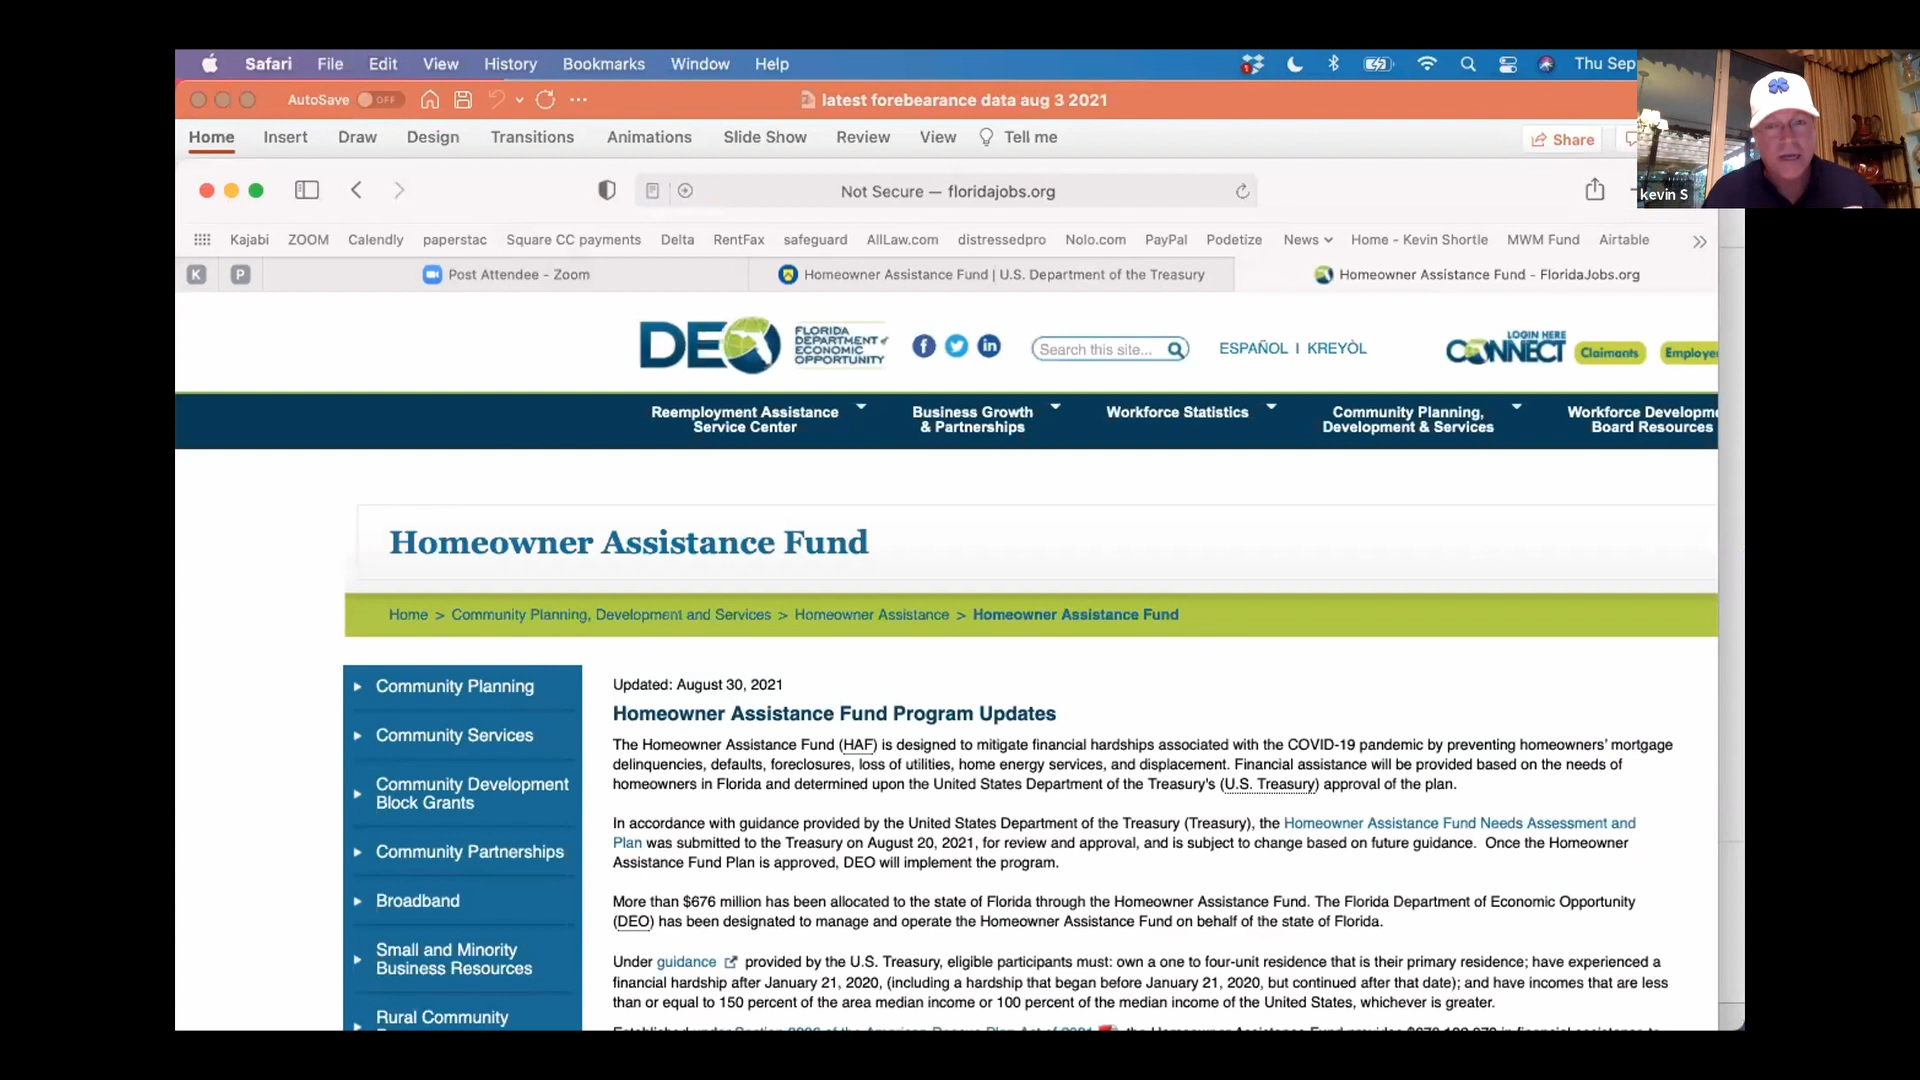 Safari File Edit View History Bookmarks Window Help Thu Sep
AutoSave OFF latest forebearance data aug 3 2021
Home Insert Draw Design Transitions Animations Slide Show Review View Tell me Share
kevin S
Not Secure — floridajobs.org
Kajabi ZOOM Calendly paperstac Square CC payments Delta RentFax safeguard AllLaw.com distressedpro Nolo.com PayPal Podetize News Home - Kevin Shortle MWM Fund Airtable
K P Post Attendee - Zoom Homeowner Assistance Fund | U.S. Department of the Treasury Homeowner Assistance Fund - FloridaJobs.org
DEO
FLORIDA
DEPARTMENT of
ECONOMIC
OPPORTUNITY
Search this site...
ESPAÑOL I KREYÒL
LOGIN HERE
CONNECT Claimants Employe
Reemployment Assistance
Service Center
Business Growth
& Partnerships
Workforce Statistics
Community Planning,
Development & Services
Workforce Developme
Board Resources
Homeowner Assistance Fund
Home > Community Planning, Development and Services > Homeowner Assistance > Homeowner Assistance Fund
Community Planning
Community Services
Community Development
Block Grants
Community Partnerships
Broadband
Small and Minority
Business Resources
Rural Community
Updated: August 30, 2021
Homeowner Assistance Fund Program Updates
The Homeowner Assistance Fund (HAF) is designed to mitigate financial hardships associated with the COVID-19 pandemic by preventing homeowners' mortgage
delinquencies, defaults, foreclosures, loss of utilities, home energy services, and displacement. Financial assistance will be provided based on the needs of
homeowners in Florida and determined upon the United States Department of the Treasury's (U.S. Treasury) approval of the plan.
In accordance with guidance provided by the United States Department of the Treasury (Treasury), the Homeowner Assistance Fund Needs Assessment and
Plan was submitted to the Treasury on August 20, 2021, for review and approval, and is subject to change based on future guidance. Once the Homeowner
Assistance Fund Plan is approved, DEO will implement the program.
More than $676 million has been allocated to the state of Florida through the Homeowner Assistance Fund. The Florida Department of Economic Opportunity
(DEO) has been designated to manage and operate the Homeowner Assistance Fund on behalf of the state of Florida.
Under guidance provided by the U.S. Treasury, eligible participants must: own a one to four-unit residence that is their primary residence; have experienced a
financial hardship after January 21, 2020, (including a hardship that began before January 21, 2020, but continued after that date); and have incomes that are less
than or equal to 150 percent of the area median income or 100 percent of the median income of the United States, whichever is greater.